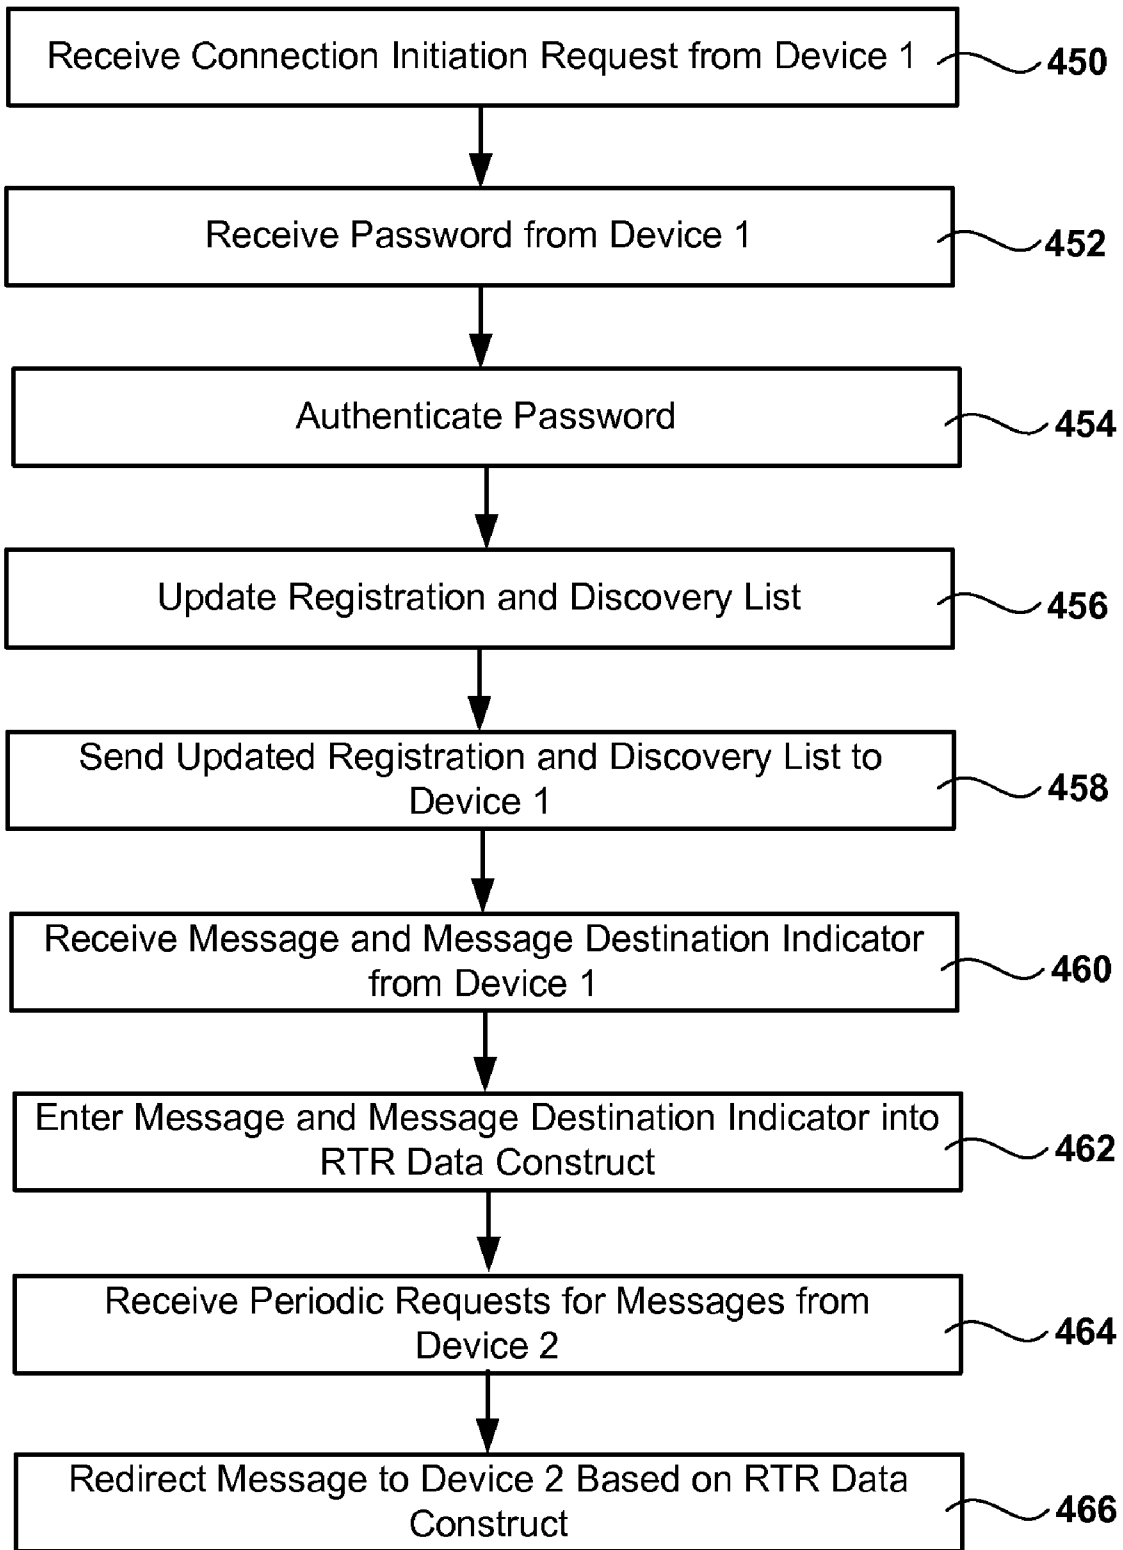 Receive Connection Initiation Request from Device 1
450
Receive Password from Device 1
452
Authenticate Password
454
Update Registration and Discovery List
456
Send Updated Registration and Discovery List to
Device 1
458
Receive Message and Message Destination Indicator
from Device 1
460
Enter Message and Message Destination Indicator into
RTR Data Construct
462
Receive Periodic Requests for Messages from
Device 2
464
Redirect Message to Device 2 Based on RTR Data
Construct
466